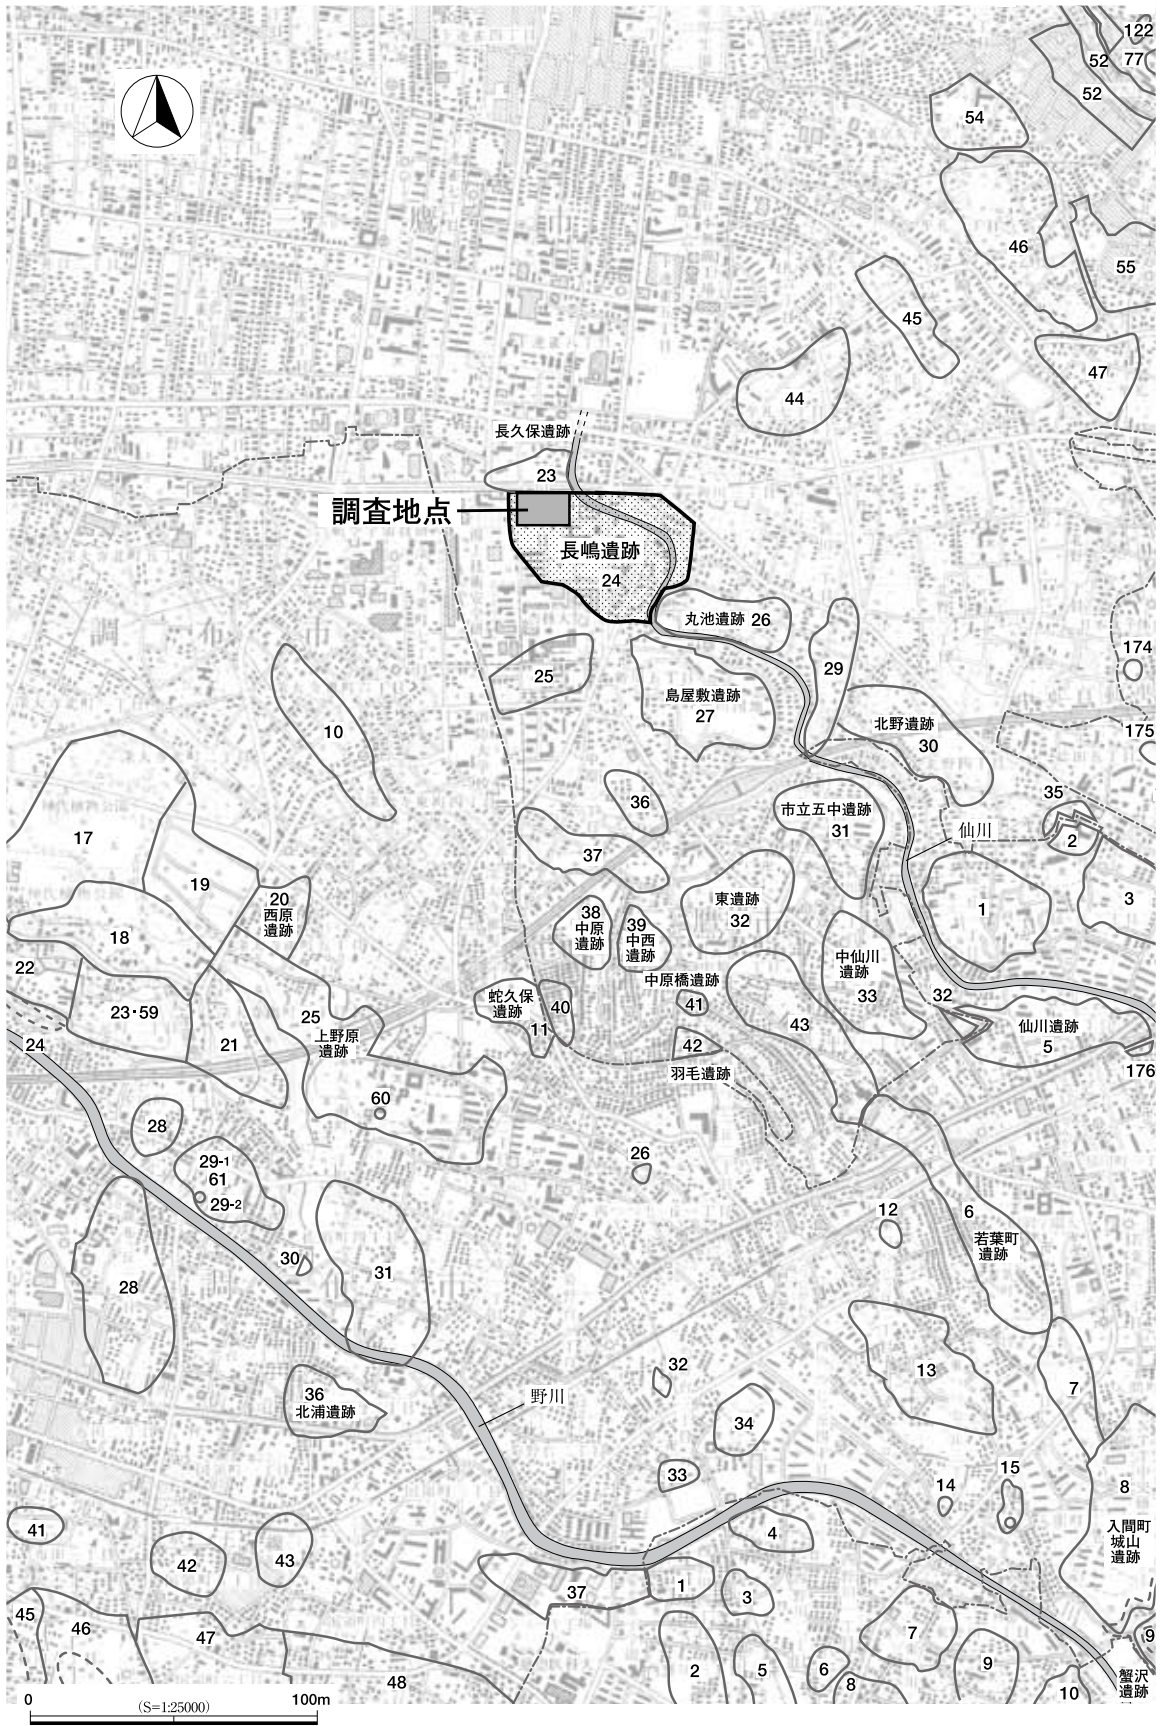 122
52
77
52
54
46
55
45
47
44
長久保遺跡
23
調査地点
長嶋遺跡
24
丸池遺跡 26
174
25
29
島屋敷遺跡
27
北野遺跡
30
10
175
36
35
市立五中遺跡
31
仙川
2
17
37
19
20
西原
遺跡
東遺跡
32
1
3
38
中原
遺跡
39
中西
遺跡
18
中仙川
遺跡
33
22
中原橋遺跡
41
蛇久保
遺跡
11
40
32
23・59
25
上野原
遺跡
43
仙川遺跡
5
24
21
42
羽毛遺跡
176
60
28
26
29-1
61
29-2
12
6
若葉町
遺跡
30
31
28
13
32
7
36
北浦遺跡
野川
34
33
14
15
8
入間町
城山
遺跡
41
4
42
43
37
1
3
45
46
47
7
9
48
2
5
6
8
9
10
蟹沢
遺跡
0
(S=1:25000)
100m